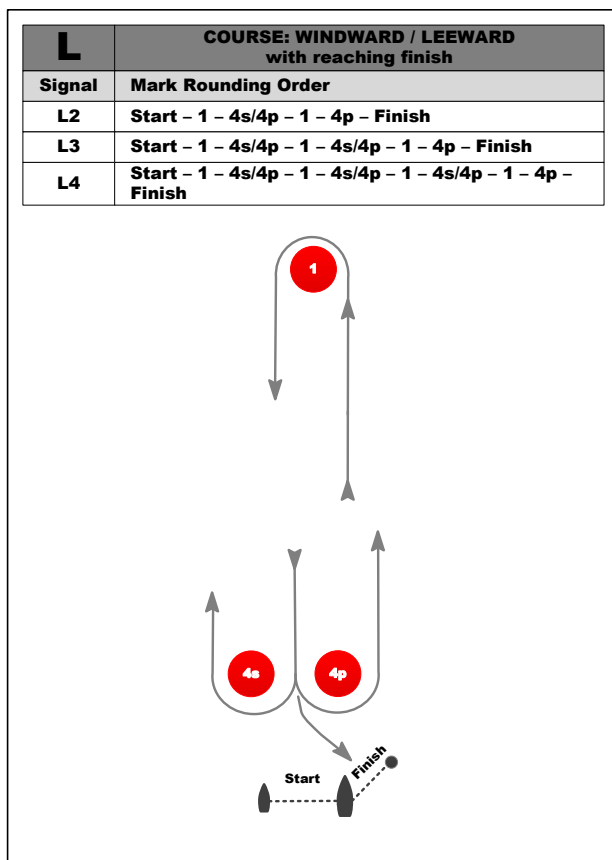 L
COURSE: WINDWARD / LEEWARD
with reaching finish
Signal Mark Rounding Order
L2 Start – 1 – 4s/4p – 1 – 4p – Finish
L3 Start – 1 – 4s/4p – 1 – 4s/4p – 1 – 4p – Finish
L4 Start – 1 – 4s/4p – 1 – 4s/4p – 1 – 4s/4p – 1 – 4p –
Finish
1
4s 4p
Finish
Start